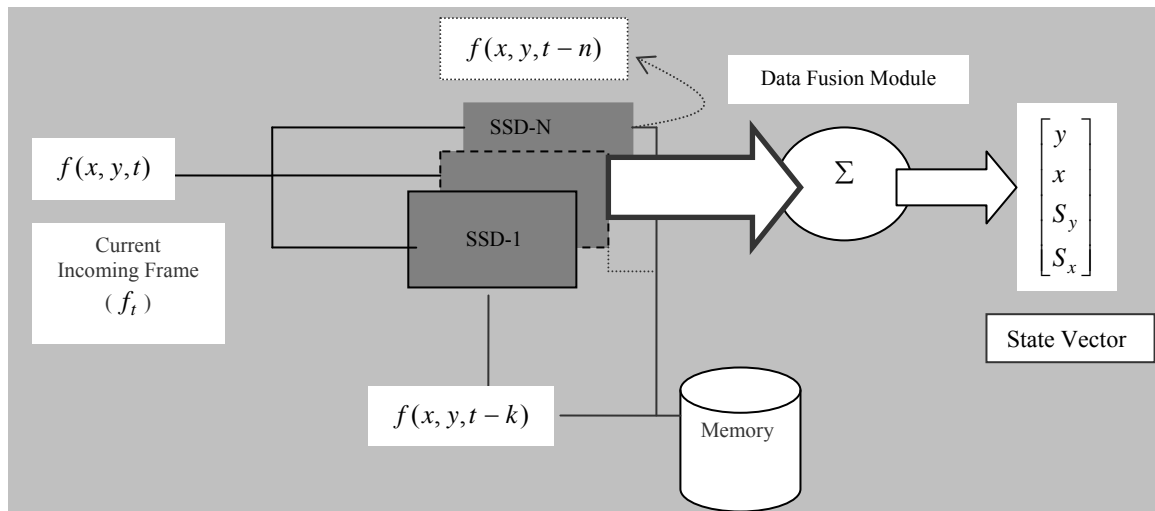 f(x, y, t − n)
Data Fusion Module
SSD-N
f(x, y, t)
Σ
y
x
S_y
S_x
SSD-1
Current
Incoming Frame
( f_t )
State Vector
f(x, y, t − k)
Memory